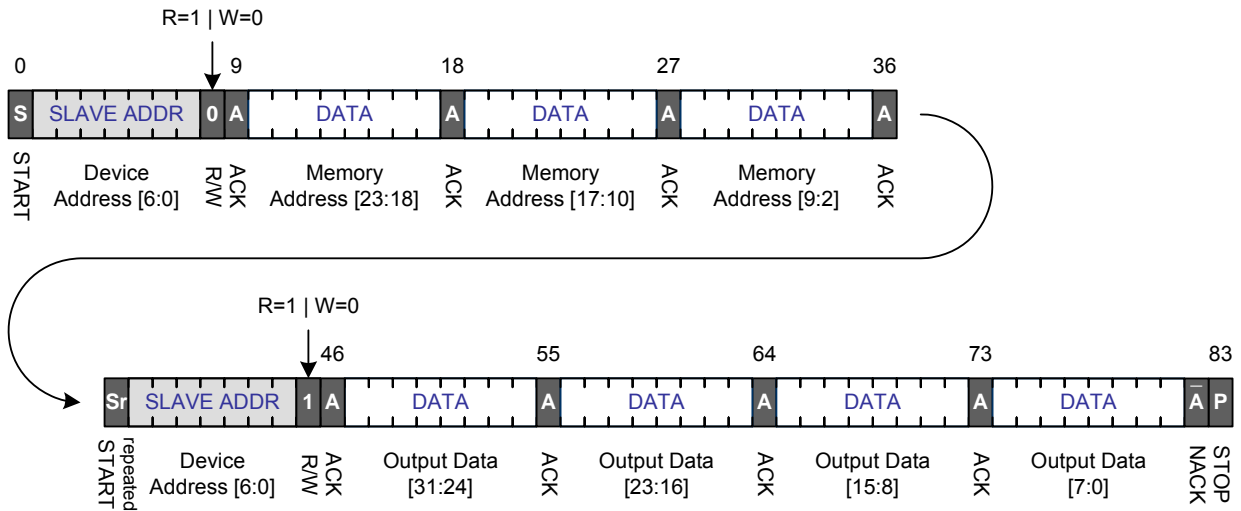 R=1 | W=0
0 9 18 27 36
S SLAVE ADDR 0 A DATA A DATA A DATA A
START Device Address [6:0] R/W ACK Memory Address [23:18] ACK Memory Address [17:10] ACK Memory Address [9:2] ACK
R=1 | W=0
46 55 64 73 83
Sr SLAVE ADDR 1 A DATA A DATA A DATA A DATA A̅ P
repeated START Device Address [6:0] R/W ACK Output Data [31:24] ACK Output Data [23:16] ACK Output Data [15:8] ACK Output Data [7:0] NACK STOP